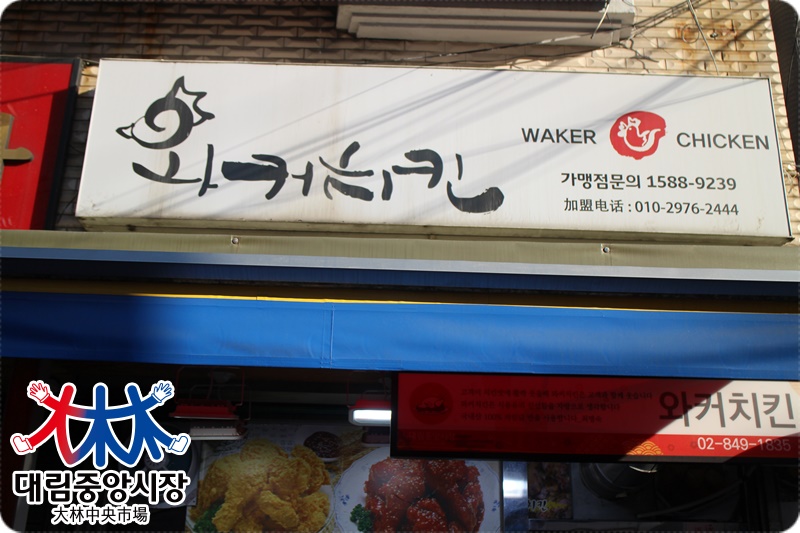 와커치킨
WAKER CHICKEN
가맹점문의 1588-9239
加盟电话 : 010-2976-2444
와커치킨
02-849-1835
大林
대림중앙시장
大林中央市場